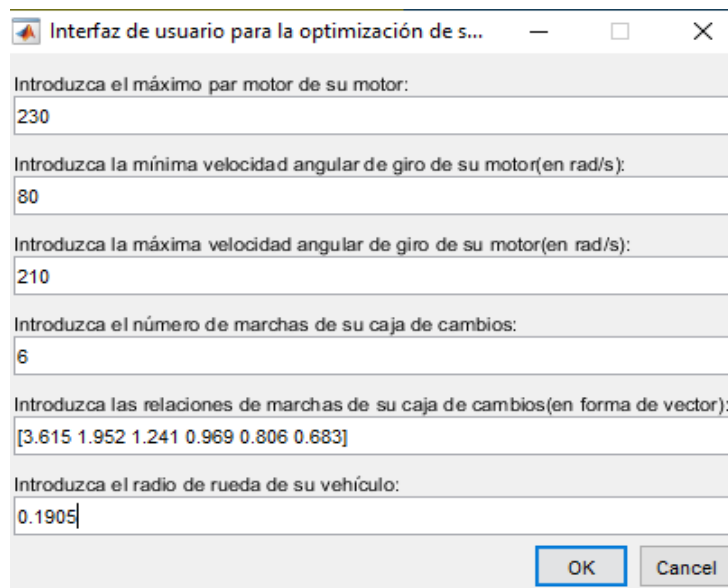 Interfaz de usuario para la optimización de s...
Introduzca el máximo par motor de su motor:
230
Introduzca la mínima velocidad angular de giro de su motor(en rad/s):
80
Introduzca la máxima velocidad angular de giro de su motor(en rad/s):
210
Introduzca el número de marchas de su caja de cambios:
6
Introduzca las relaciones de marchas de su caja de cambios(en forma de vector):
[3.615 1.952 1.241 0.969 0.806 0.683]
Introduzca el radio de rueda de su vehículo:
0.1905
OK Cancel